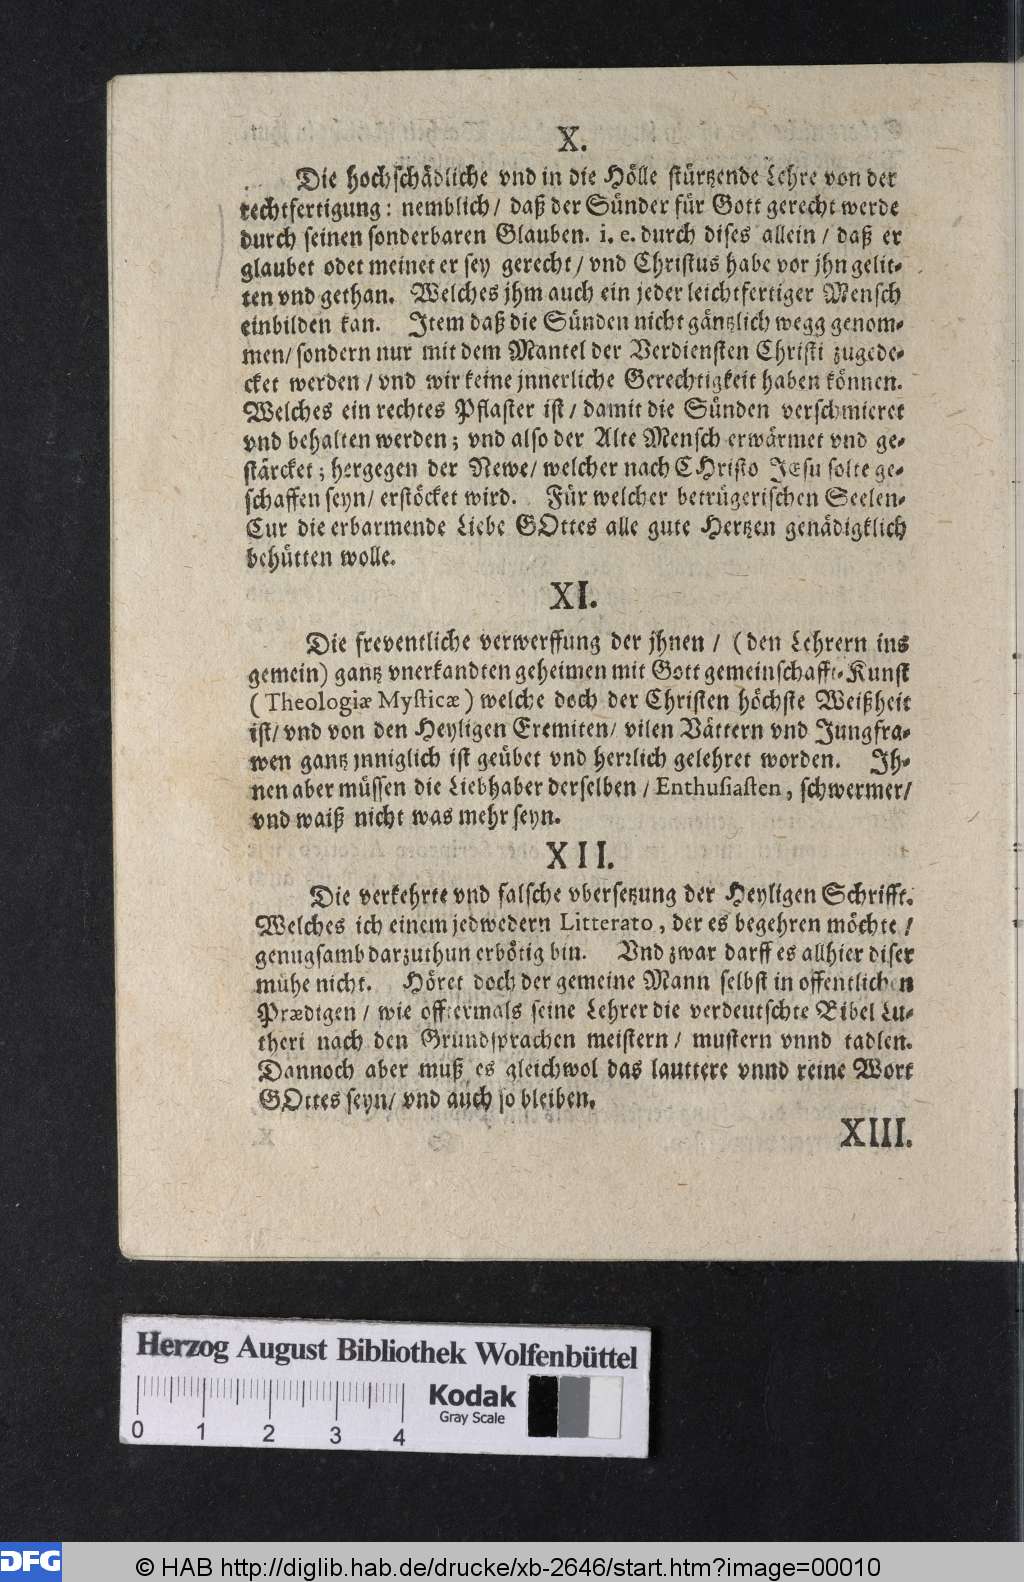 X.
Die hochschädliche vnd in die Hölle stürtzende Lehre von der
rechtfertigung: nemblich/ daß der Sünder für Gott gerecht werde
durch seinen sonderbaren Glauben. i. e. durch dises allein/ daß er
glaubet odet meinet er sey gerecht/ vnd Christus habe vor jhn gelit-
ten vnd gethan. Welches jhm auch ein jeder leichtfertiger Mensch
einbilden kan. Item daß die Sünden nicht gäntzlich wegg genom-
men/ sondern nur mit dem Mantel der Verdiensten Christi zugede-
cket werden/ vnd wir keine jnnerliche Gerechtigkeit haben können.
Welches ein rechtes Pflaster ist/ damit die Sünden verschmieret
vnd behalten werden; vnd also der Alte Mensch erwärmet vnd ge-
stärcket; hergegen der Newe/ welcher nach CHristo JEsu solte ge-
schaffen seyn/ erstöcket wird. Für welcher betrügerischen Seelen-
Cur die erbarmende Liebe GOttes alle gute Hertzen genädigklich
behütten wolle.
XI.
Die freventliche verwerffung der jhnen/ (den Lehrern ins
gemein) gantz vnerkandten geheimen mit Gott gemeinschaffts-Kunst
(Theologiæ Mysticæ) welche doch der Christen höchste Weißheit
ist/ vnd von den Heyligen Eremiten/ vilen Vättern vnd Jungfra-
wen gantz jnniglich ist geübet vnd herrlich gelehret worden. Ih-
nen aber müssen die Liebhaber derselben/ Enthusiasten, schwermer/
vnd waiß nicht was mehr seyn.
XII.
Die verkehrte vnd falsche vbersetzung der Heyligen Schrifft.
Welches ich einem jedwedern Litterato, der es begehren möchte/
genugsamb darzuthun erbötig bin. Vnd zwar darff es allhier diser
mühe nicht. Höret doch der gemeine Mann selbst in offentlichen
Prædigen/ wie offtermals seine Lehrer die verdeutschte Bibel Lu-
theri nach den Grundsprachen meistern/ mustern vnnd tadlen.
Dannoch aber muß es gleichwol das lauttere vnnd reine Wort
GOttes seyn/ vnd auch so bleiben.
XIII.
Herzog August Bibliothek Wolfenbüttel
Kodak
Gray Scale
0 1 2 3 4
DFG
© HAB http://diglib.hab.de/drucke/xb-2646/start.htm?image=00010